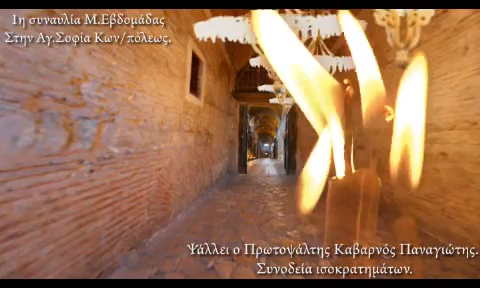 1η συναυλία Μ.Εβδομάδας
Στην Αγ.Σοφία Κων/πόλεως.
Ψάλλει ο Πρωτοψάλτης Καβαρνός Παναγιώτης.
Συνοδεία ισοκρατημάτων.